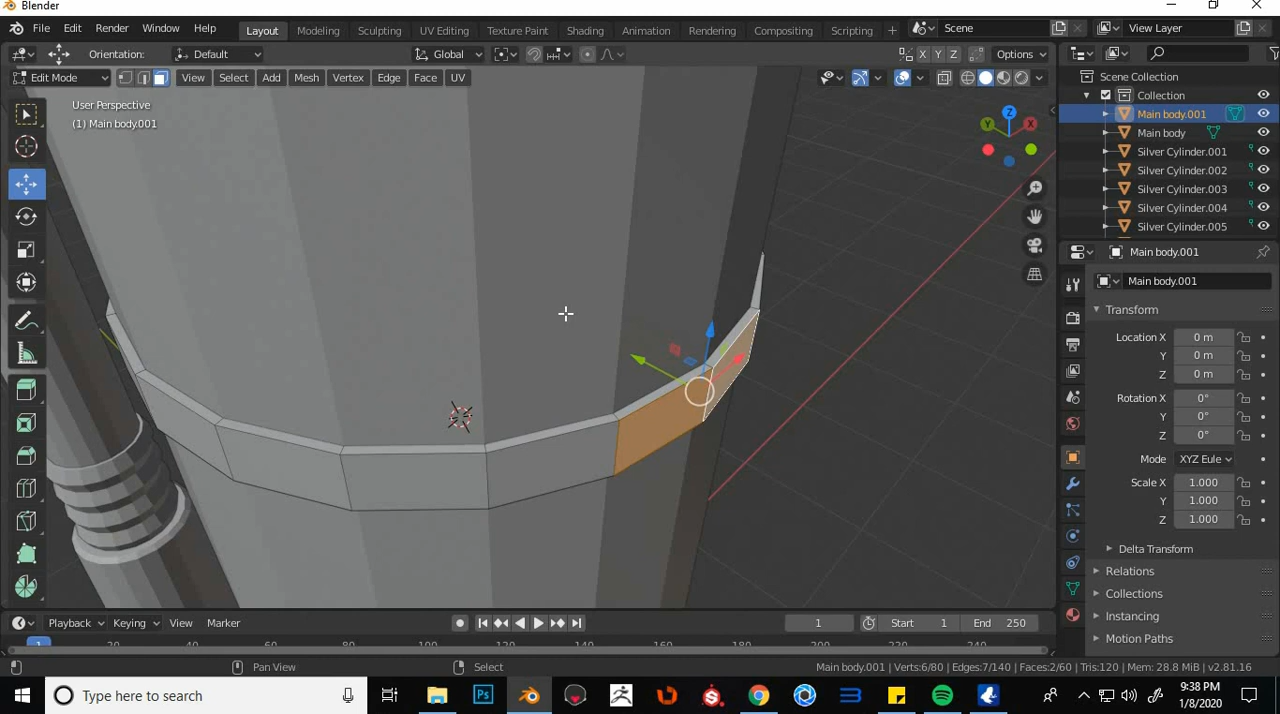 Blender
File Edit Render Window Help Layout Modeling Sculpting UV Editing Texture Paint Shading Animation Rendering Compositing Scripting + Scene View Layer
Orientation: Default Global X Y Z Options
Edit Mode View Select Add Mesh Vertex Edge Face UV
User Perspective
(1) Main body.001
Z
Y X
Scene Collection
Collection
Main body.001
Main body
Silver Cylinder.001
Silver Cylinder.002
Silver Cylinder.003
Silver Cylinder.004
Silver Cylinder.005
Main body.001
Main body.001
Transform
Location X 0 m
Y 0 m
Z 0 m
Rotation X 0°
Y 0°
Z 0°
Mode XYZ Eule
Scale X 1.000
Y 1.000
Z 1.000
Delta Transform
Relations
Collections
Instancing
Motion Paths
Playback Keying View Marker 1 Start 1 End 250
1 20 40 60 80 100 120 140 160 180 200 220 240
Pan View Select Main body.001 | Verts:6/80 | Edges:7/140 | Faces:2/60 | Tris:120 | Mem: 28.8 MiB | v2.81.16
Type here to search Ps 9:38 PM
1/8/2020